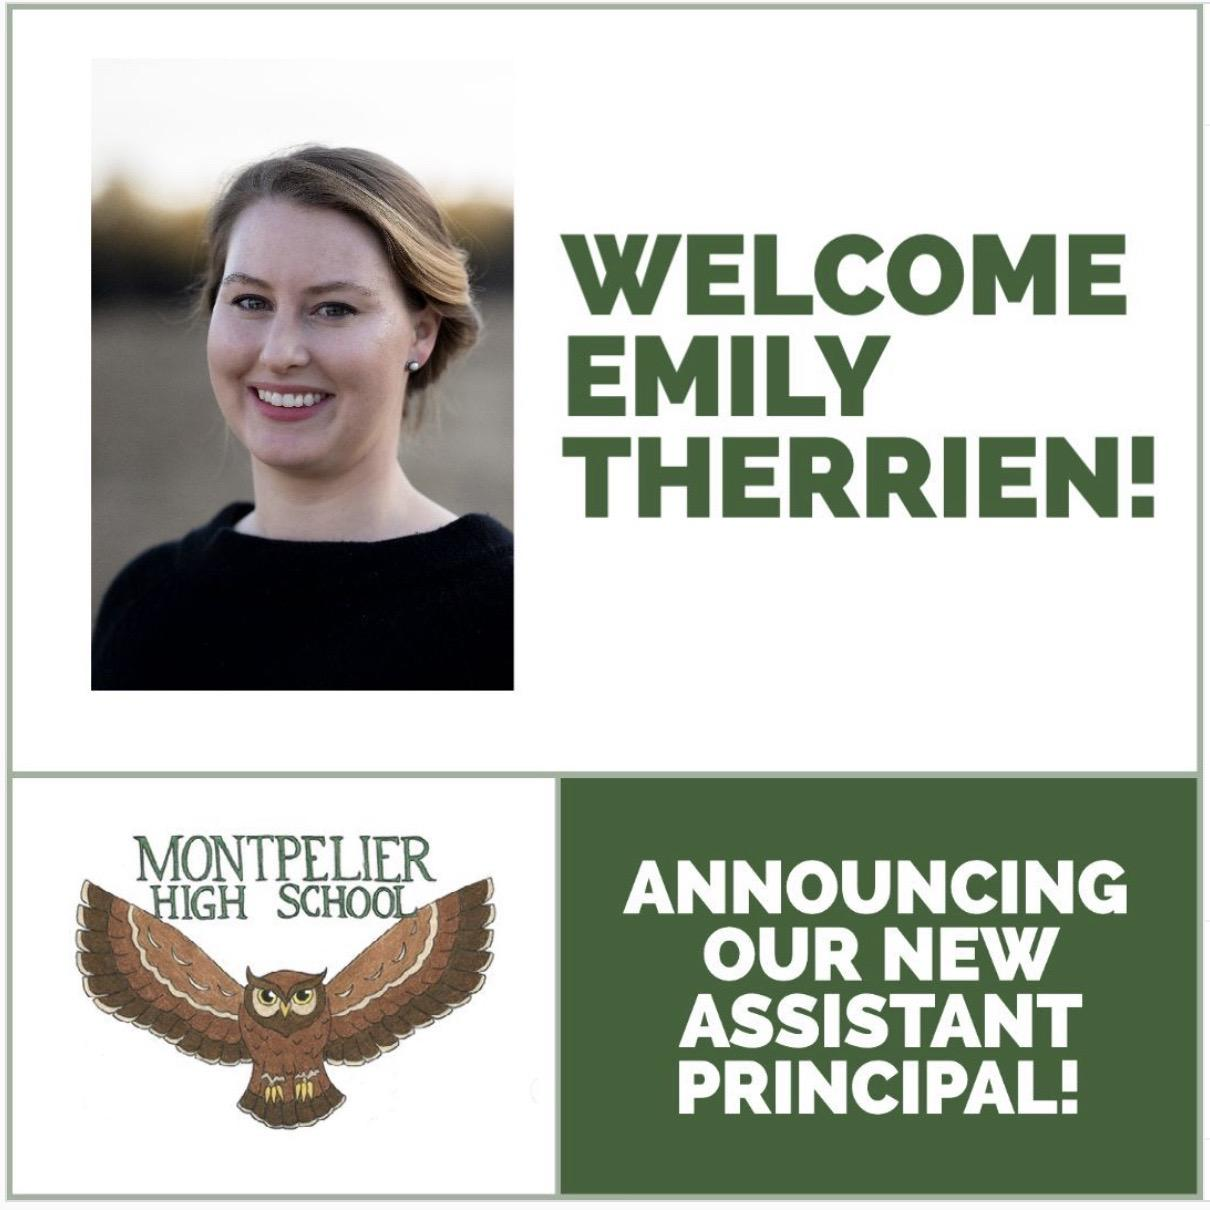 WELCOME
EMILY
THERRIEN!
MONTPELIER
HIGH SCHOOL
ANNOUNCING
OUR NEW
ASSISTANT
PRINCIPAL!